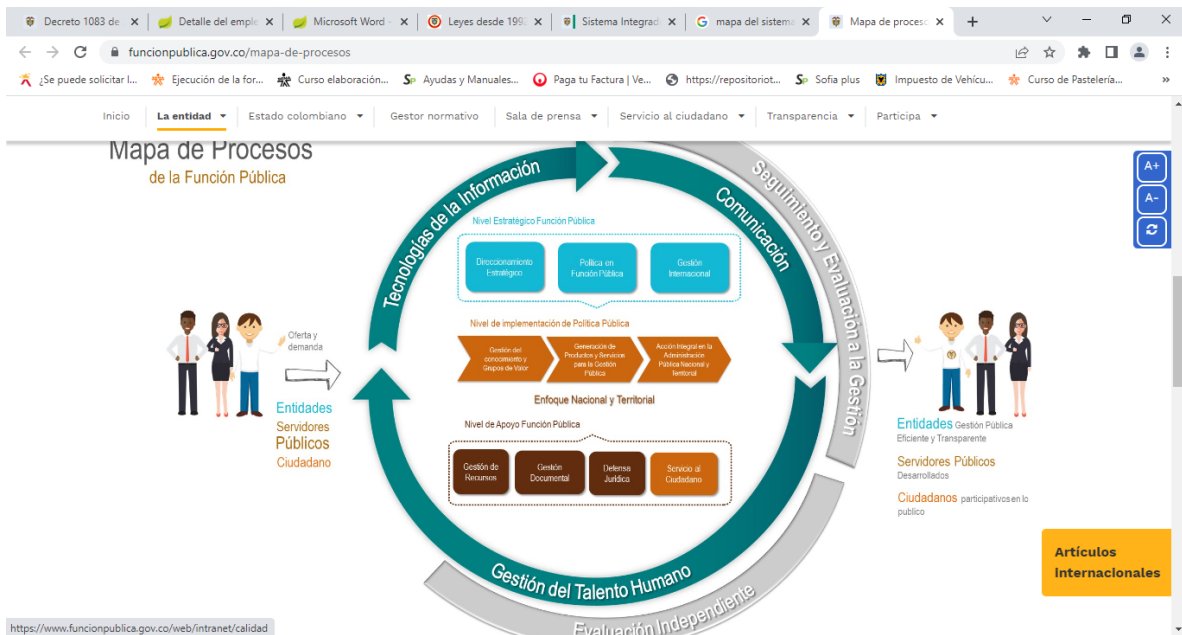 Decreto 1083 de
Detalle del emple
Microsoft Word -
Leyes desde 1992
Sistema Integrad
mapa del sistema
Mapa de proceso
funcionpublica.gov.co/mapa-de-procesos
¿Se puede solicitar l...
Ejecución de la for...
Curso elaboración...
Ayudas y Manuales...
Paga tu Factura | Ve...
https://repositoriot...
Sofia plus
Impuesto de Vehícu...
Curso de Pastelería...
»
Inicio
La entidad
Estado colombiano
Gestor normativo
Sala de prensa
Servicio al ciudadano
Transparencia
Participa
Mapa de Procesos
de la Función Pública
A+
A-
Tecnologías de la Información
Comunicación
Seguimiento y Evaluación a la Gestión
Nivel Estratégico Función Pública
Direccionamiento
Estratégico
Política en
Función Pública
Gestión
Internacional
Nivel de implementación de Política Pública
Gestión del
conocimiento y
Grupos de Valor
Generación de
Productos y Servicios
para la Gestión
Pública
Acción Integral en la
Administración
Pública Nacional y
Territorial
Enfoque Nacional y Territorial
Nivel de Apoyo Función Pública
Gestión de
Recursos
Gestión
Documental
Defensa
Jurídica
Servicio al
Ciudadano
Oferta y
demanda
Entidades
Servidores
Públicos
Ciudadano
Entidades Gestión Pública
Eficiente y Transparente
Servidores Públicos
Desarrollados
Ciudadanos participativos en lo
publico
Gestión del Talento Humano
Evaluación Independiente
Artículos
Internacionales
https://www.funcionpublica.gov.co/web/intranet/calidad